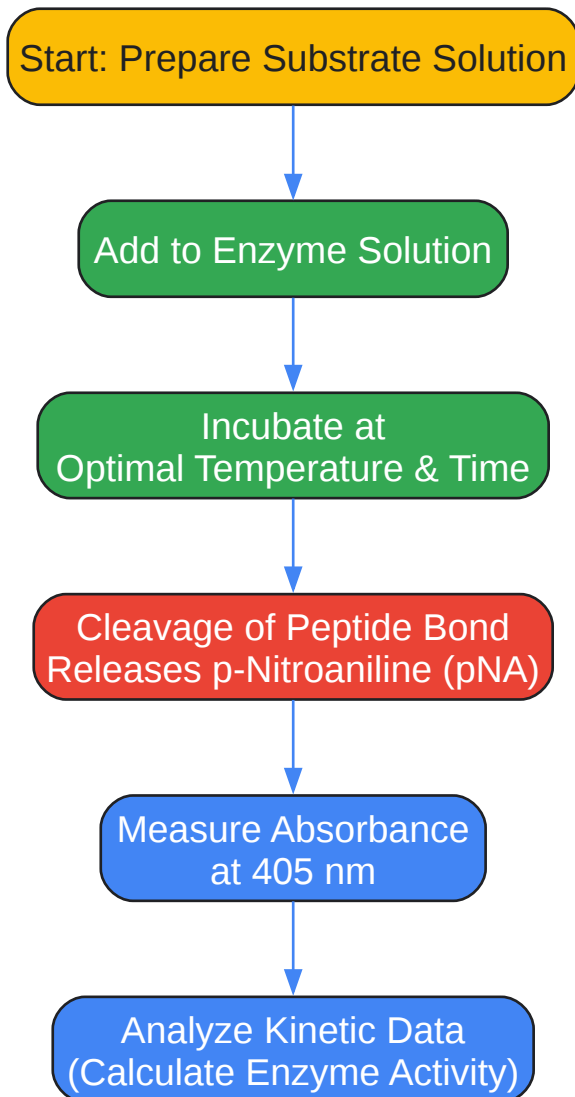 Start: Prepare Substrate Solution
Add to Enzyme Solution
Incubate at
Optimal Temperature & Time
Cleavage of Peptide Bond
Releases p-Nitroaniline (pNA)
Measure Absorbance
at 405 nm
Analyze Kinetic Data
(Calculate Enzyme Activity)